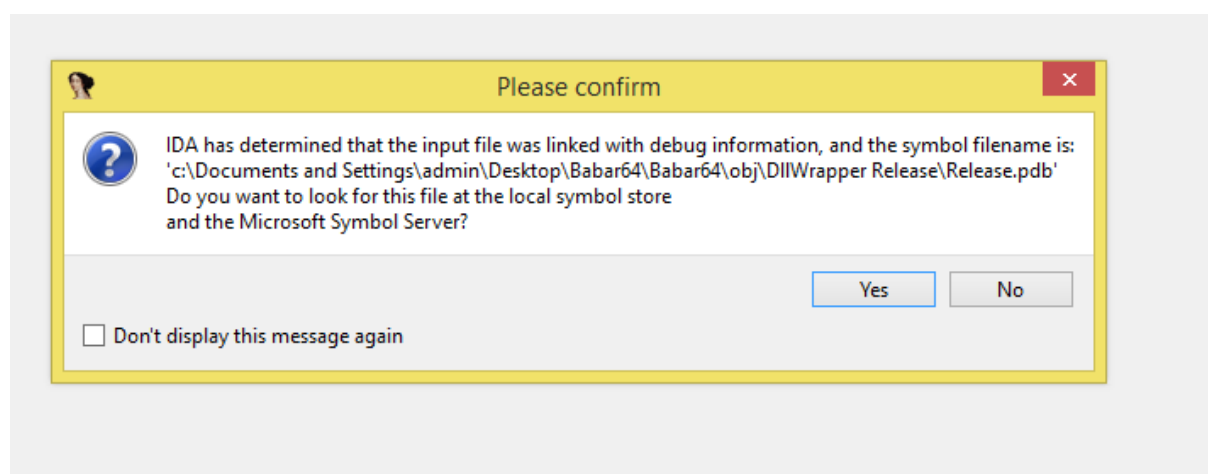 Please confirm
IDA has determined that the input file was linked with debug information, and the symbol filename is:
'c:\Documents and Settings\admin\Desktop\Babar64\Babar64\obj\DllWrapper Release\Release.pdb'
Do you want to look for this file at the local symbol store
and the Microsoft Symbol Server?
Yes No
Don't display this message again